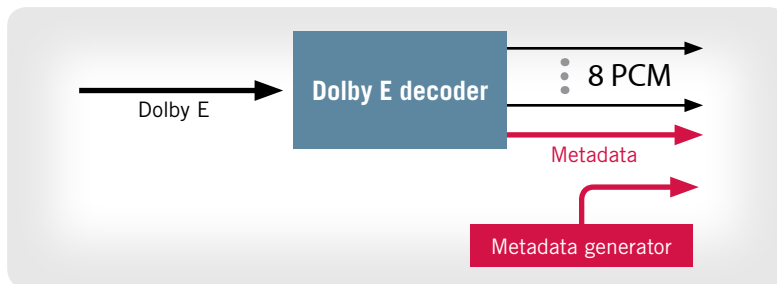 Dolby E
Dolby E decoder
8 PCM
Metadata
Metadata generator